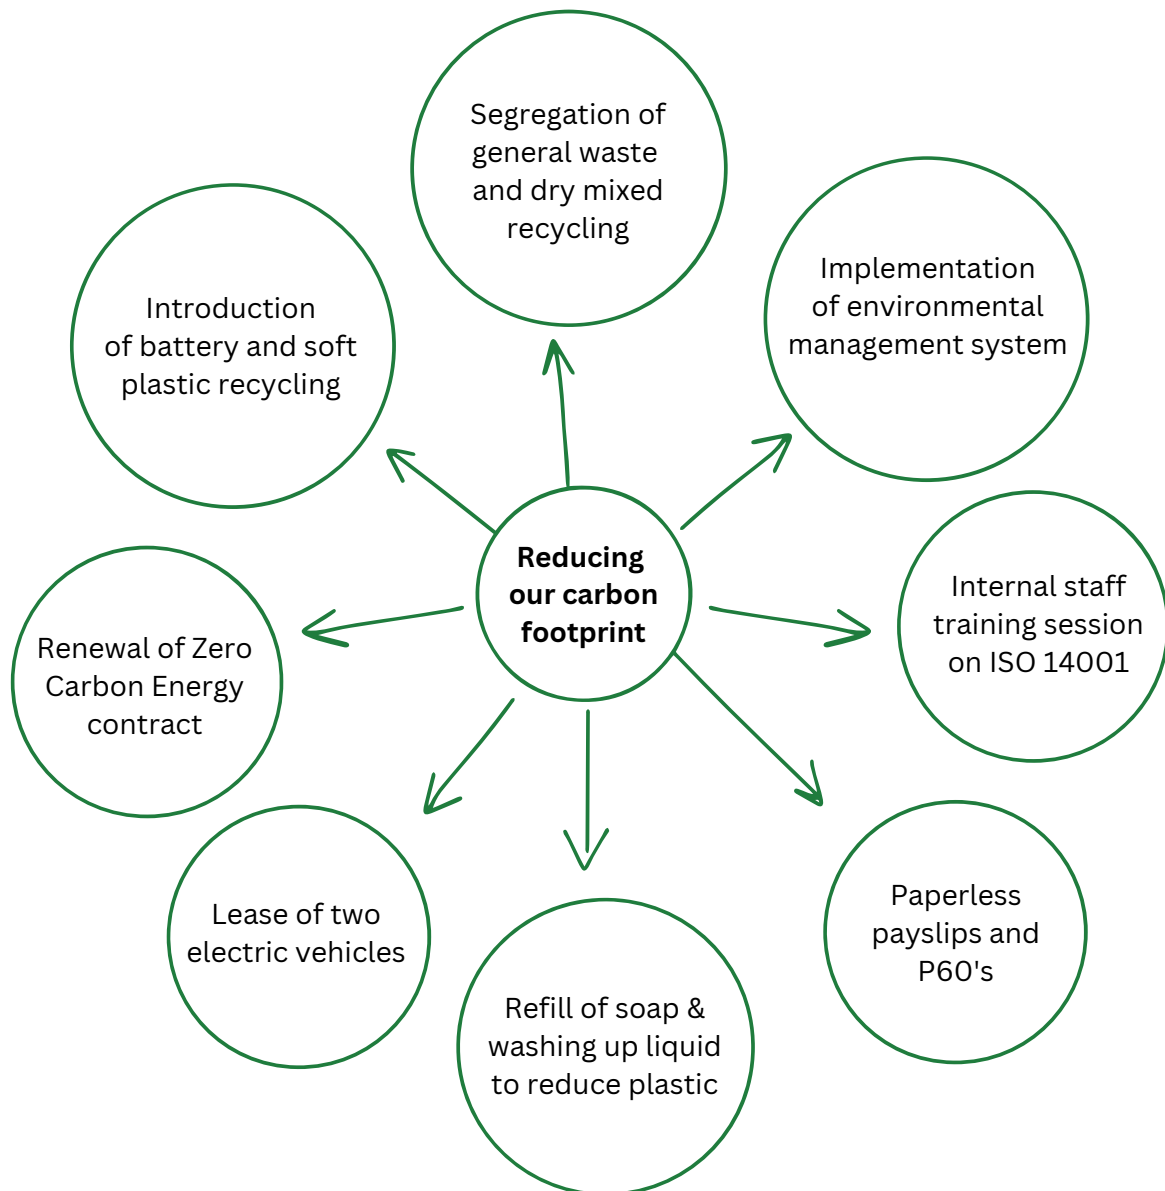 Segregation of
general waste
and dry mixed
recycling
Implementation
of environmental
management system
Introduction
of battery and soft
plastic recycling
Reducing
our carbon
footprint
Internal staff
training session
on ISO 14001
Renewal of Zero
Carbon Energy
contract
Paperless
payslips and
P60's
Lease of two
electric vehicles
Refill of soap &
washing up liquid
to reduce plastic